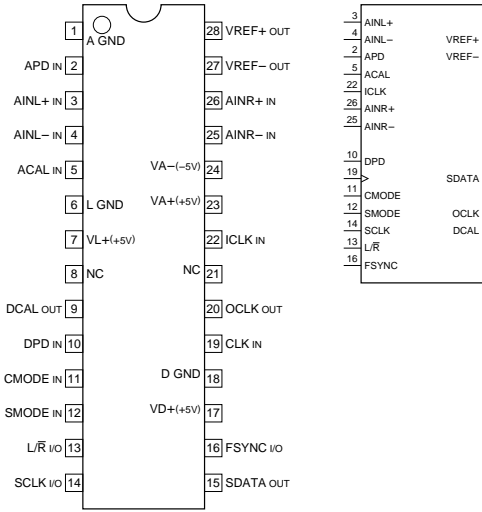 1 A GND
APD IN 2
AINL+ IN 3
AINL− IN 4
ACAL IN 5
6 L GND
7 VL+(+5V)
8 NC
DCAL OUT 9
DPD IN 10
CMODE IN 11
SMODE IN 12
L/R̅ I/O 13
SCLK I/O 14
28 VREF+ OUT
27 VREF− OUT
26 AINR+ IN
25 AINR− IN
VA−(−5V) 24
VA+(+5V) 23
22 ICLK IN
NC 21
20 OCLK OUT
19 CLK IN
D GND 18
VD+(+5V) 17
16 FSYNC I/O
15 SDATA OUT
3 AINL+
4 AINL− VREF+
2 APD VREF−
5 ACAL
22 ICLK
26 AINR+
25 AINR−
10 DPD
19 SDATA
11 CMODE
12 SMODE OCLK
14 SCLK DCAL
13 L/R̅
16 FSYNC